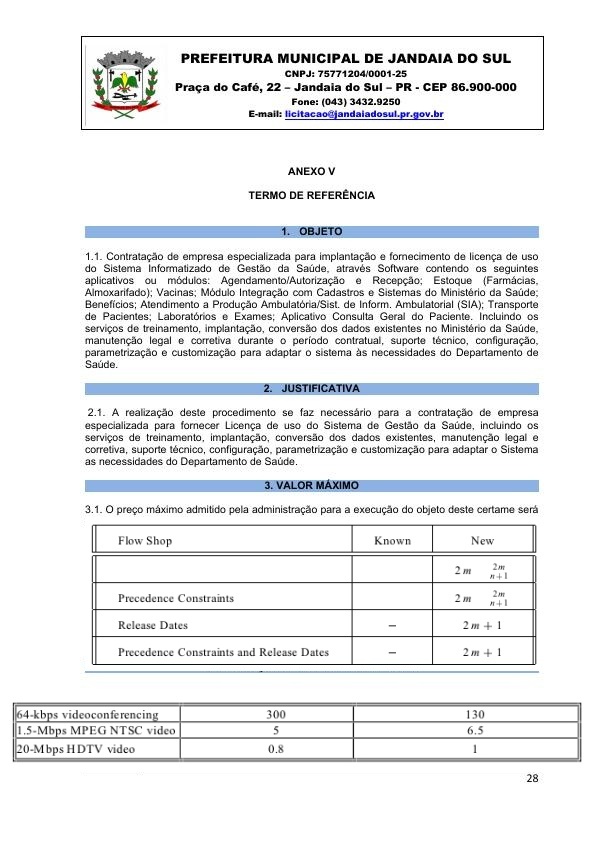 PREFEITURA MUNICIPAL DE JANDAIA DO SUL
CNPJ: 75771204/0001-25
Praça do Café, 22 – Jandaia do Sul – PR - CEP 86.900-000
Fone: (043) 3432.9250
E-mail: licitacao@jandaiadosul.pr.gov.br
ANEXO V
TERMO DE REFERÊNCIA
1. OBJETO
1.1. Contratação de empresa especializada para implantação e fornecimento de licença de uso
do Sistema Informatizado de Gestão da Saúde, através Software contendo os seguintes
aplicativos ou módulos: Agendamento/Autorização e Recepção; Estoque (Farmácias,
Almoxarifado); Vacinas; Módulo Integração com Cadastros e Sistemas do Ministério da Saúde;
Benefícios; Atendimento a Produção Ambulatória/Sist. de Inform. Ambulatorial (SIA); Transporte
de Pacientes; Laboratórios e Exames; Aplicativo Consulta Geral do Paciente. Incluindo os
serviços de treinamento, implantação, conversão dos dados existentes no Ministério da Saúde,
manutenção legal e corretiva durante o período contratual, suporte técnico, configuração,
parametrização e customização para adaptar o sistema às necessidades do Departamento de
Saúde.
2. JUSTIFICATIVA
2.1. A realização deste procedimento se faz necessário para a contratação de empresa
especializada para fornecer Licença de uso do Sistema de Gestão da Saúde, incluindo os
serviços de treinamento, implantação, conversão dos dados existentes, manutenção legal e
corretiva, suporte técnico, configuração, parametrização e customização para adaptar o Sistema
as necessidades do Departamento de Saúde.
3. VALOR MÁXIMO
3.1. O preço máximo admitido pela administração para a execução do objeto deste certame será
Flow Shop Known New
2m 2m
n+1
Precedence Constraints 2m 2m
n+1
Release Dates – 2m + 1
Precedence Constraints and Release Dates – 2m + 1
64-kbps videoconferencing 300 130
1.5-Mbps MPEG NTSC video 5 6.5
20-Mbps HDTV video 0.8 1
28